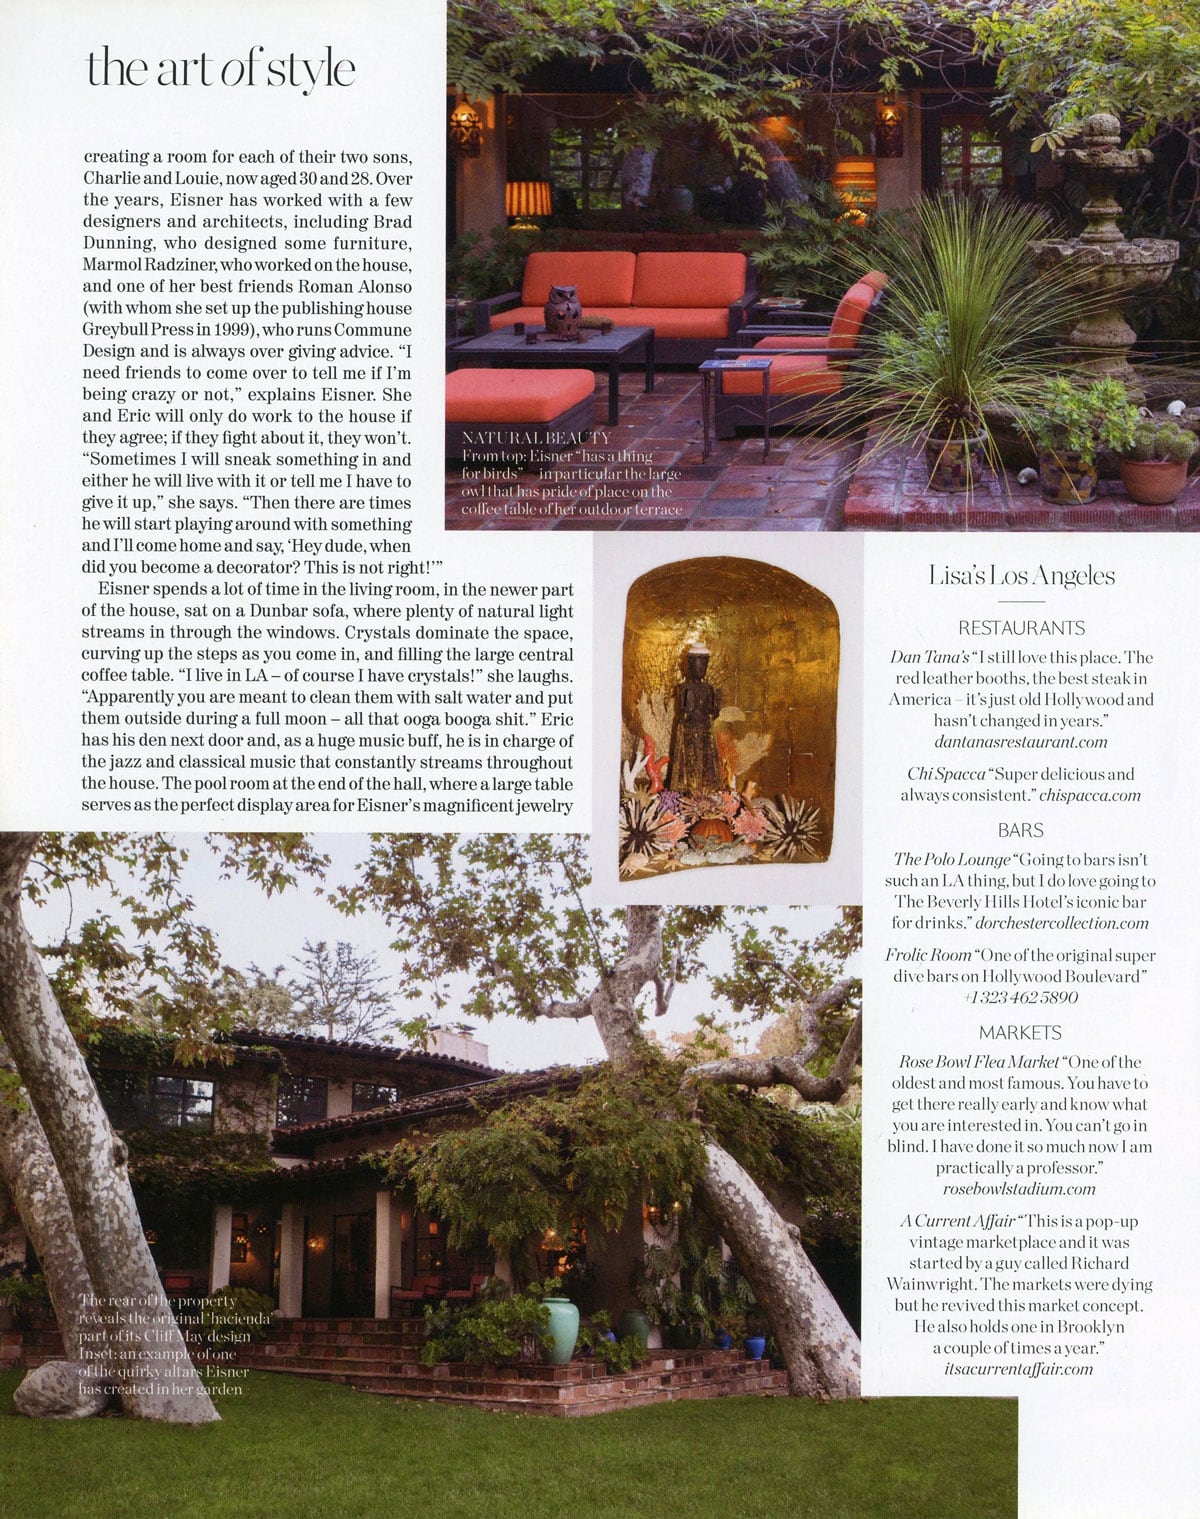 the art of style
creating a room for each of their two sons,
Charlie and Louie, now aged 30 and 28. Over
the years, Eisner has worked with a few
designers and architects, including Brad
Dunning, who designed some furniture,
Marmol Radziner, who worked on the house,
and one of her best friends Roman Alonso
(with whom she set up the publishing house
Greybull Press in 1999), who runs Commune
Design and is always over giving advice. “I
need friends to come over to tell me if I’m
being crazy or not,” explains Eisner. She
and Eric will only do work to the house if
they agree; if they fight about it, they won’t.
“Sometimes I will sneak something in and
either he will live with it or tell me I have to
give it up,” she says. “Then there are times
he will start playing around with something
and I’ll come home and say, ‘Hey dude, when
did you become a decorator? This is not right!’”
Eisner spends a lot of time in the living room, in the newer part
of the house, sat on a Dunbar sofa, where plenty of natural light
streams in through the windows. Crystals dominate the space,
curving up the steps as you come in, and filling the large central
coffee table. “I live in LA – of course I have crystals!” she laughs.
“Apparently you are meant to clean them with salt water and put
them outside during a full moon – all that ooga booga shit.” Eric
has his den next door and, as a huge music buff, he is in charge of
the jazz and classical music that constantly streams throughout
the house. The pool room at the end of the hall, where a large table
serves as the perfect display area for Eisner’s magnificent jewelry
NATURAL BEAUTY
From top: Eisner “has a thing
for birds” – in particular the large
owl that has pride of place on the
coffee table of her outdoor terrace
The rear of the property
reveals the original ‘hacienda’
part of its Cliff May design
Inset: an example of one
of the quirky altars Eisner
has created in her garden
Lisa’s Los Angeles
RESTAURANTS
Dan Tana’s “I still love this place. The
red leather booths, the best steak in
America – it’s just old Hollywood and
hasn’t changed in years.”
dantanasrestaurant.com
Chi Spacca “Super delicious and
always consistent.” chispacca.com
BARS
The Polo Lounge “Going to bars isn’t
such an LA thing, but I do love going to
The Beverly Hills Hotel’s iconic bar
for drinks.” dorchestercollection.com
Frolic Room “One of the original super
dive bars on Hollywood Boulevard”
+1 323 462 5890
MARKETS
Rose Bowl Flea Market “One of the
oldest and most famous. You have to
get there really early and know what
you are interested in. You can’t go in
blind. I have done it so much now I am
practically a professor.”
rosebowlstadium.com
A Current Affair “This is a pop-up
vintage marketplace and it was
started by a guy called Richard
Wainwright. The markets were dying
but he revived this market concept.
He also holds one in Brooklyn
a couple of times a year.”
itsacurrentaffair.com